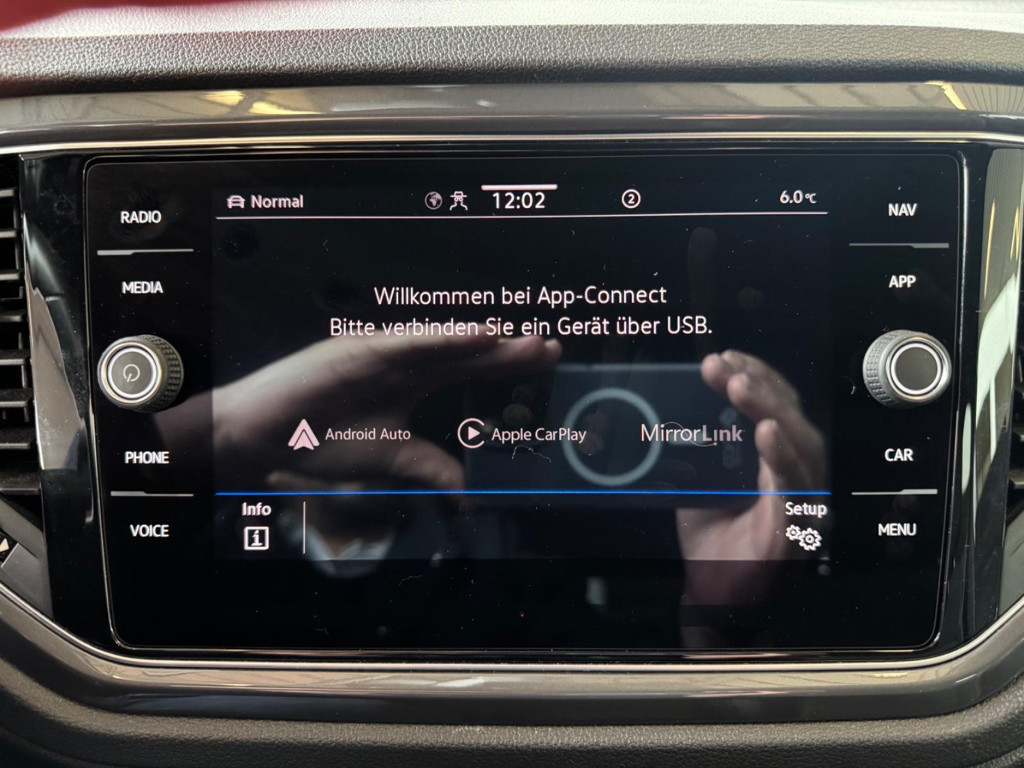 Normal
12:02
2
6.0°C
RADIO
MEDIA
PHONE
VOICE
Willkommen bei App-Connect
Bitte verbinden Sie ein Gerät über USB.
Android Auto
Apple CarPlay
MirrorLink
Info
i
Setup
NAV
APP
CAR
MENU